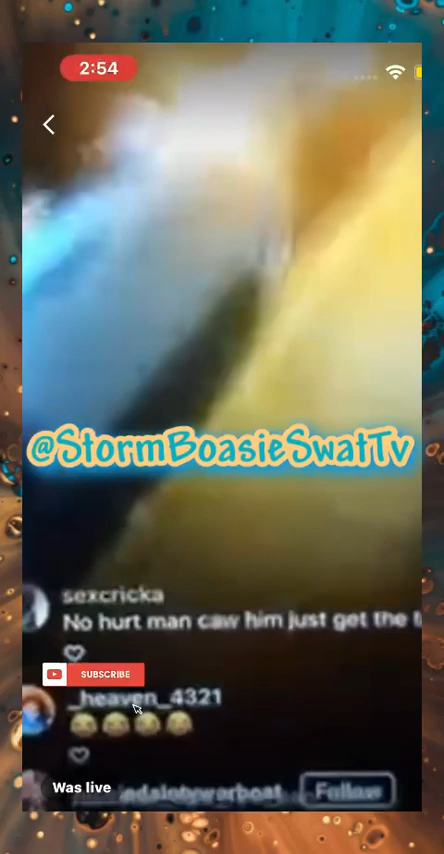 2:54
@StormBoasieSwatTv
sexcricka
No hurt man caw him just get the t
SUBSCRIBE
_heaven_4321
Was live
Follow